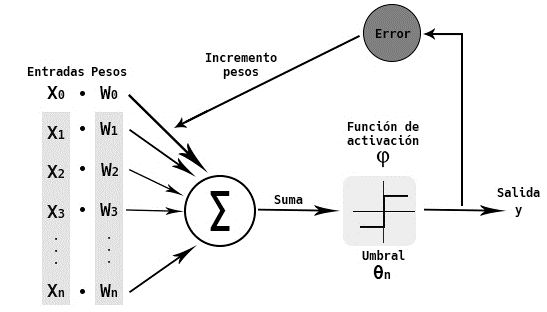 Error
Incremento
pesos
Entradas Pesos
X0 • W0
X1 • W1
X2 • W2
X3 • W3
Xn • Wn
Σ
Suma
Función de
activación
φ
Umbral
θn
Salida
y